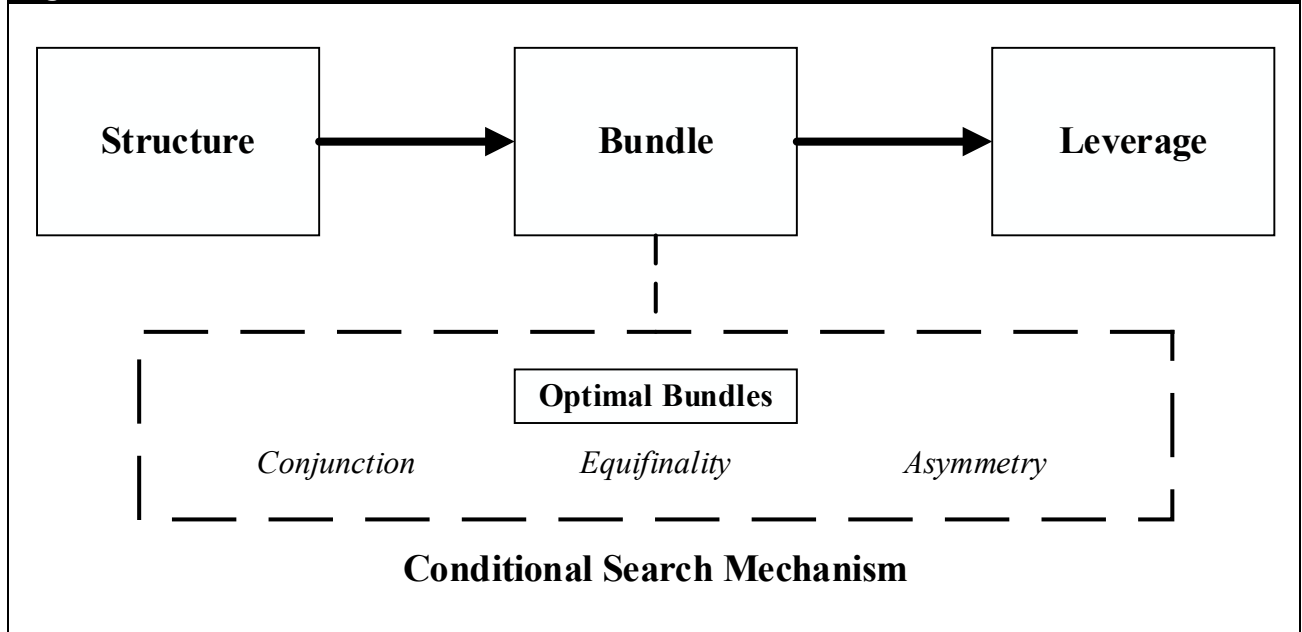 Structure
Bundle
Leverage
Optimal Bundles
Conjunction
Equifinality
Asymmetry
Conditional Search Mechanism